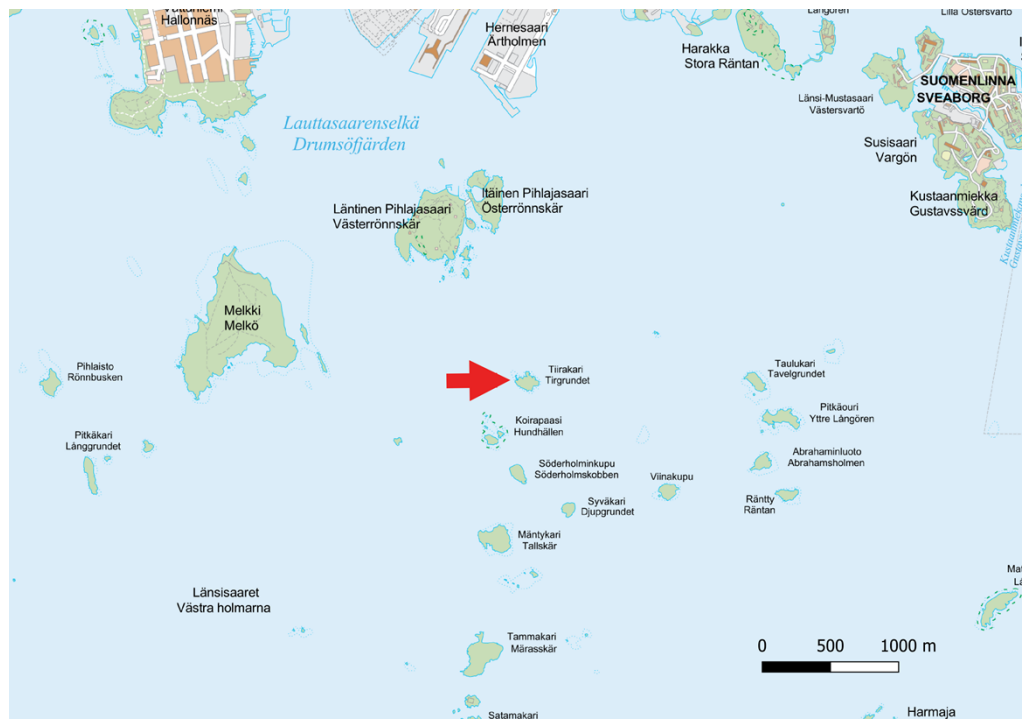 Hallonnäs
Hernesaari
Ärtholmen
Långören
Lilla Östersvartö
Harakka
Stora Räntan
SUOMENLINNA
SVEABORG
Länsi-Mustasaari
Västersvartö
Lauttasaarenselkä
Drumsöfjärden
Susisaari
Vargön
Itäinen Pihlajasaari
Österrönnskär
Läntinen Pihlajasaari
Västerrönnskär
Kustaanmiekka
Gustavssvärd
Melkki
Melkö
Pihlaisto
Rönnbusken
Tiirakari
Tirgrundet
Taulukari
Tavelgrundet
Pitkäouri
Yttre Långören
Koirapaasi
Hundhällen
Pitkäkari
Långgrundet
Abrahaminluoto
Abrahamsholmen
Söderholminkupu
Söderholmskobben
Viinakupu
Räntty
Räntan
Syväkari
Djupgrundet
Mäntykari
Tallskär
Länsisaaret
Västra holmarna
Tammakari
Märasskär
0 500 1000 m
Satamakari
Harmaja